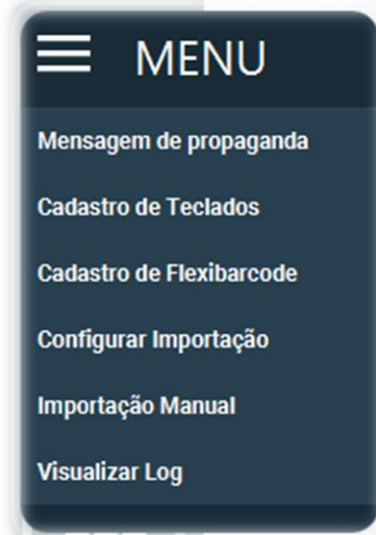 MENU
Mensagem de propaganda
Cadastro de Teclados
Cadastro de Flexibarcode
Configurar Importação
Importação Manual
Visualizar Log